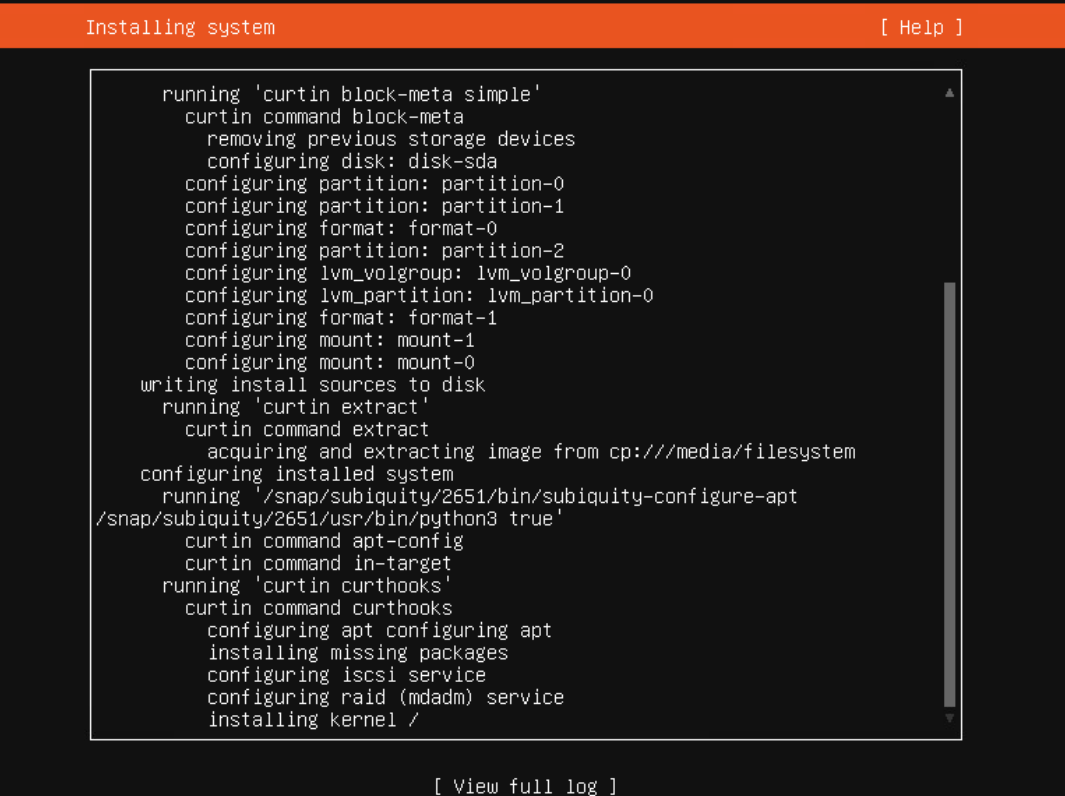 Installing system [ Help ]
running 'curtin block-meta simple'
curtin command block-meta
removing previous storage devices
configuring disk: disk-sda
configuring partition: partition-0
configuring partition: partition-1
configuring format: format-0
configuring partition: partition-2
configuring lvm_volgroup: lvm_volgroup-0
configuring lvm_partition: lvm_partition-0
configuring format: format-1
configuring mount: mount-1
configuring mount: mount-0
writing install sources to disk
running 'curtin extract'
curtin command extract
acquiring and extracting image from cp:///media/filesystem
configuring installed system
running '/snap/subiquity/2651/bin/subiquity-configure-apt
/snap/subiquity/2651/usr/bin/python3 true'
curtin command apt-config
curtin command in-target
running 'curtin curthooks'
curtin command curthooks
configuring apt configuring apt
installing missing packages
configuring iscsi service
configuring raid (mdadm) service
installing kernel /
[ View full log ]